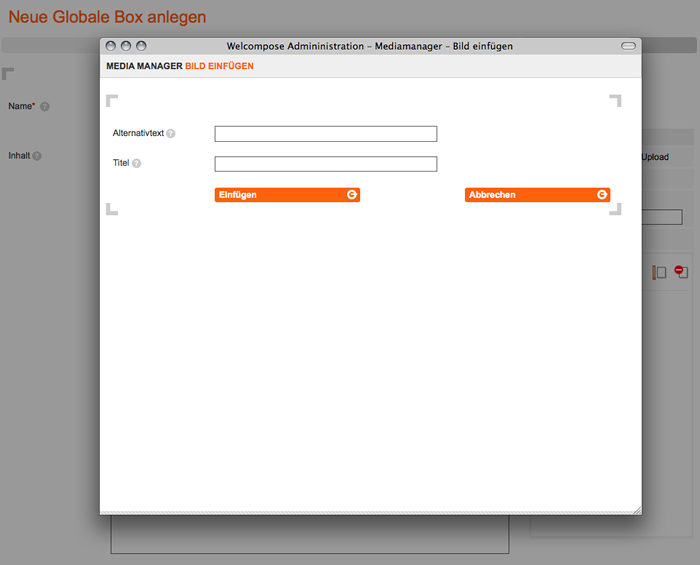 Neue Globale Box anlegen
Welcompose Admininistration – Mediamanager – Bild einfügen
MEDIA MANAGER BILD EINFÜGEN
Name* ?
Alternativtext ?
Inhalt ?
Upload
Titel ?
Einfügen
Abbrechen